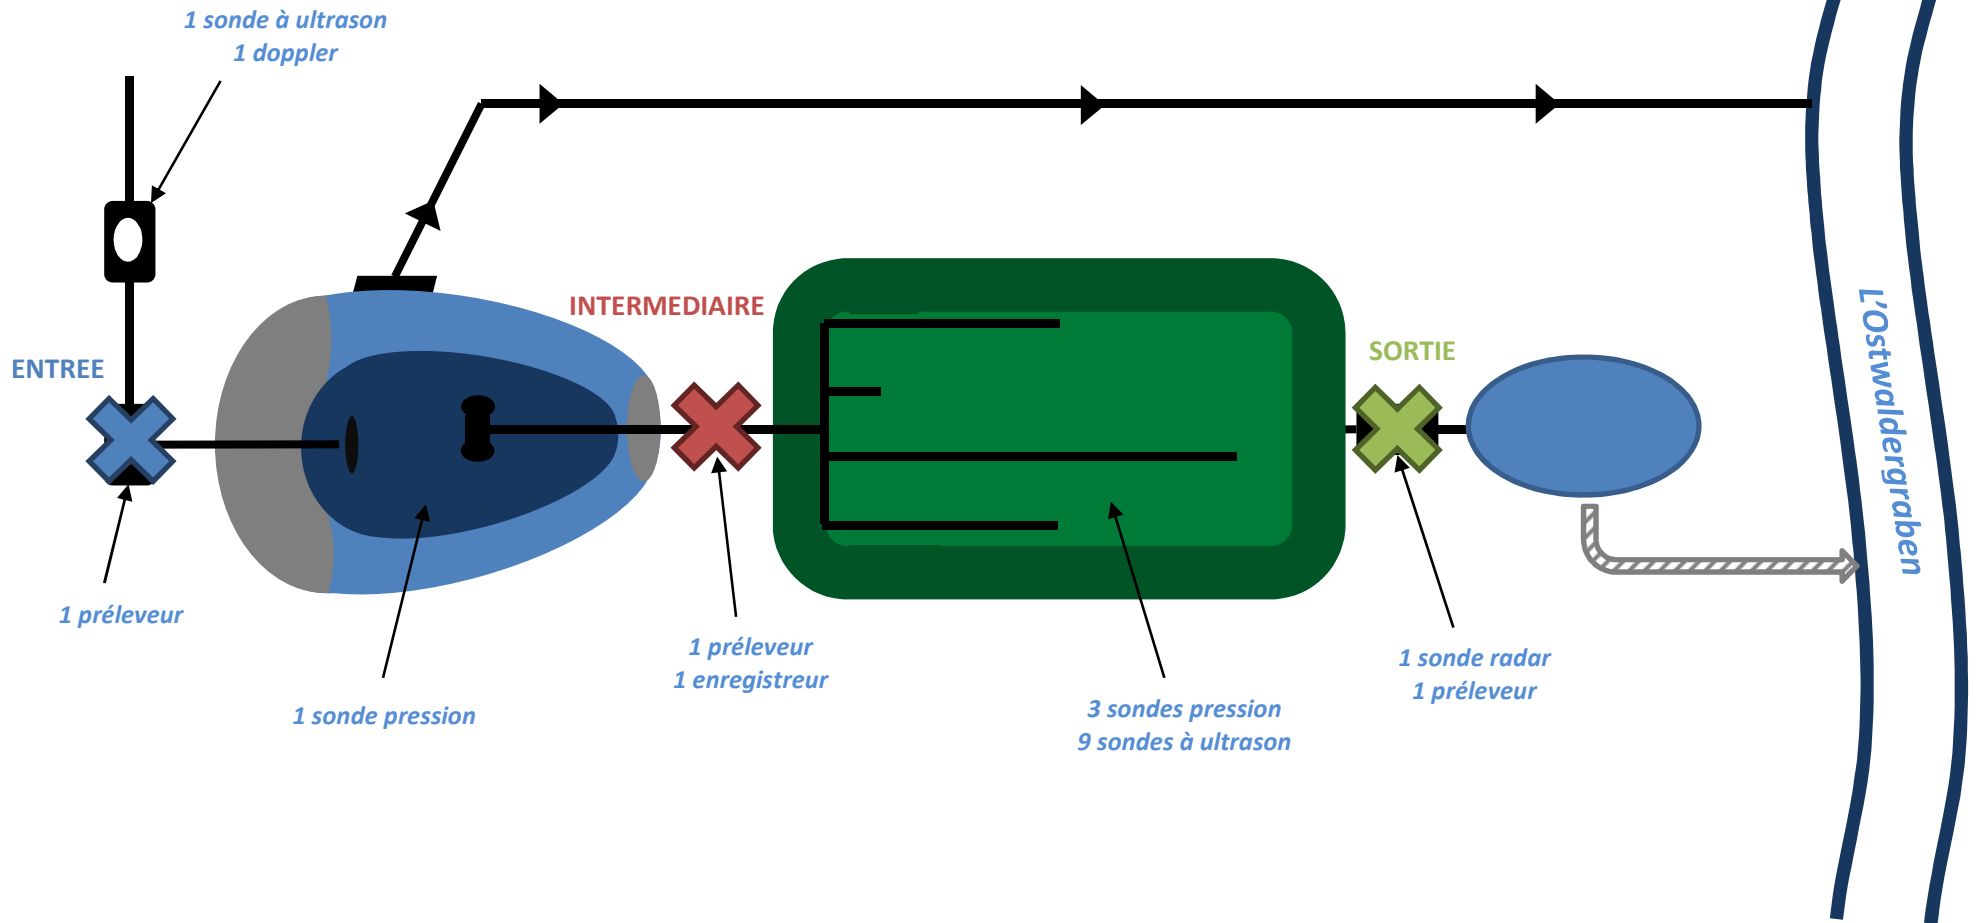 1 sonde à ultrason
1 doppler
INTERMEDIAIRE
ENTREE
SORTIE
L'Ostwaldergraben
1 préleveur
1 sonde pression
1 préleveur
1 enregistreur
3 sondes pression
9 sondes à ultrason
1 sonde radar
1 préleveur